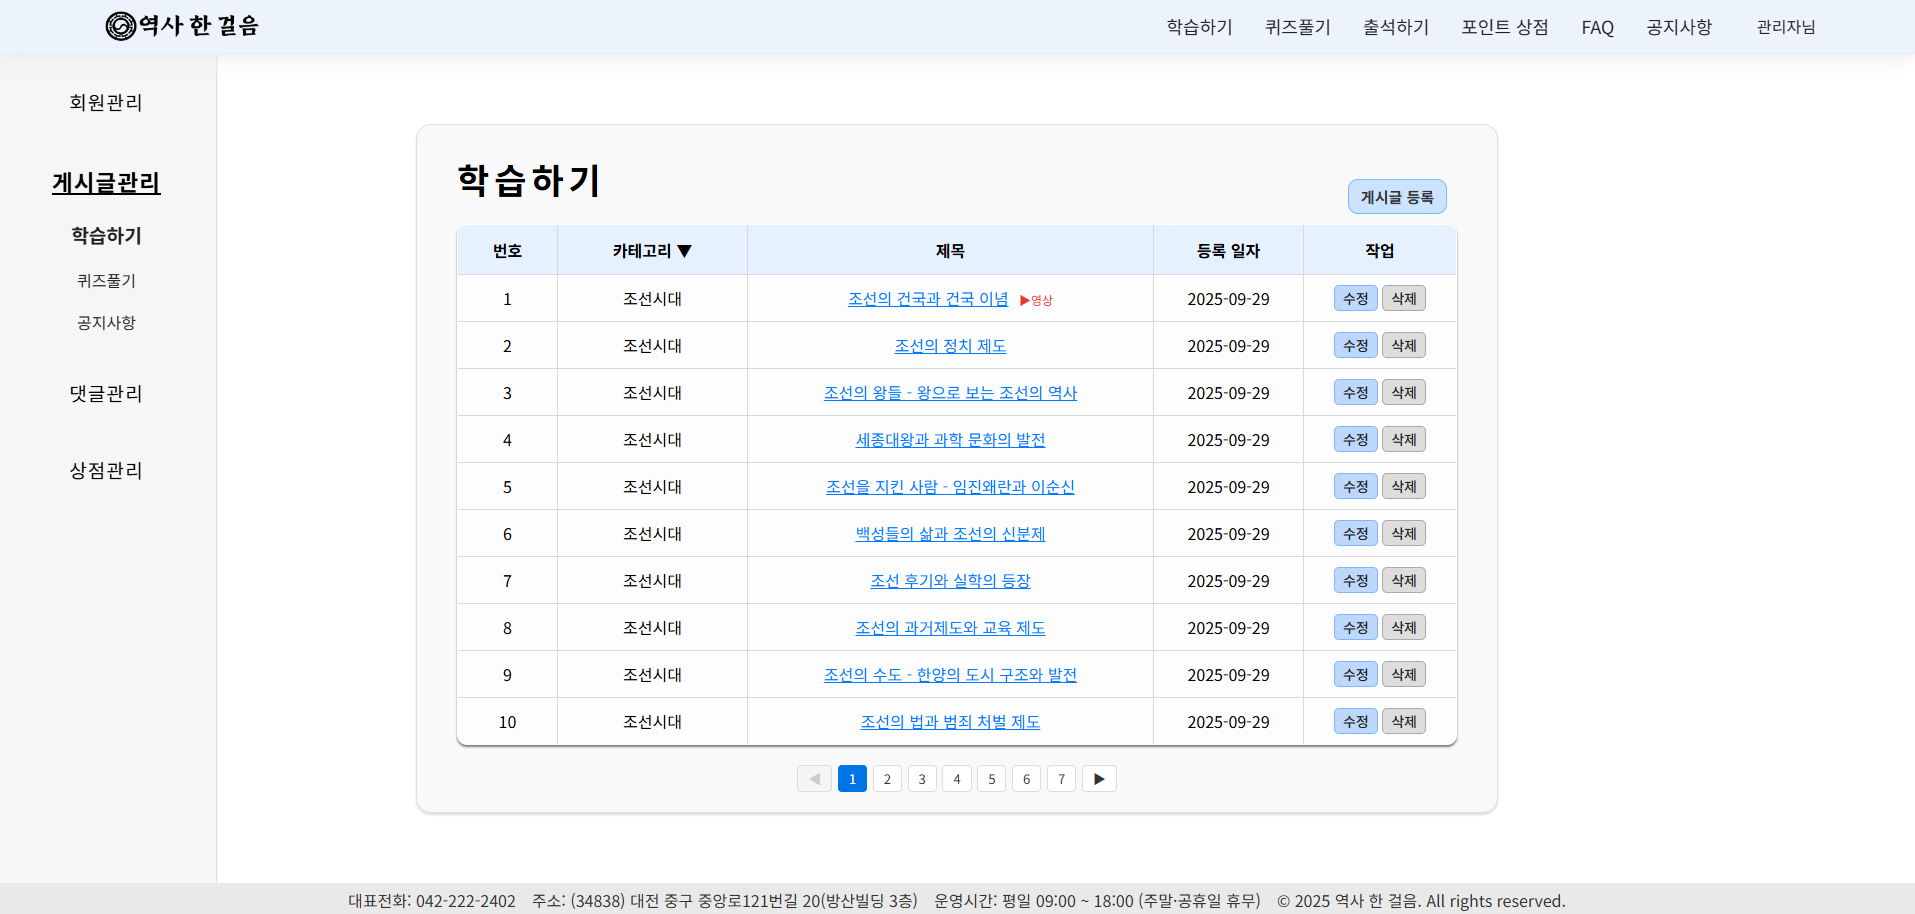 역사 한 걸음
학습하기 퀴즈풀기 출석하기 포인트 상점 FAQ 공지사항 관리자님
회원관리
게시글관리
학습하기
퀴즈풀기
공지사항
댓글관리
상점관리
학습하기
게시글 등록
번호 카테고리 ▼ 제목 등록 일자 작업
1 조선시대 조선의 건국과 건국 이념 ▶영상 2025-09-29 수정 삭제
2 조선시대 조선의 정치 제도 2025-09-29 수정 삭제
3 조선시대 조선의 왕들 - 왕으로 보는 조선의 역사 2025-09-29 수정 삭제
4 조선시대 세종대왕과 과학 문화의 발전 2025-09-29 수정 삭제
5 조선시대 조선을 지킨 사람 - 임진왜란과 이순신 2025-09-29 수정 삭제
6 조선시대 백성들의 삶과 조선의 신분제 2025-09-29 수정 삭제
7 조선시대 조선 후기와 실학의 등장 2025-09-29 수정 삭제
8 조선시대 조선의 과거제도와 교육 제도 2025-09-29 수정 삭제
9 조선시대 조선의 수도 - 한양의 도시 구조와 발전 2025-09-29 수정 삭제
10 조선시대 조선의 법과 범죄 처벌 제도 2025-09-29 수정 삭제
◀ 1 2 3 4 5 6 7 ▶
대표전화: 042-222-2402 주소: (34838) 대전 중구 중앙로121번길 20(방산빌딩 3층) 운영시간: 평일 09:00 ~ 18:00 (주말·공휴일 휴무) © 2025 역사 한 걸음. All rights reserved.